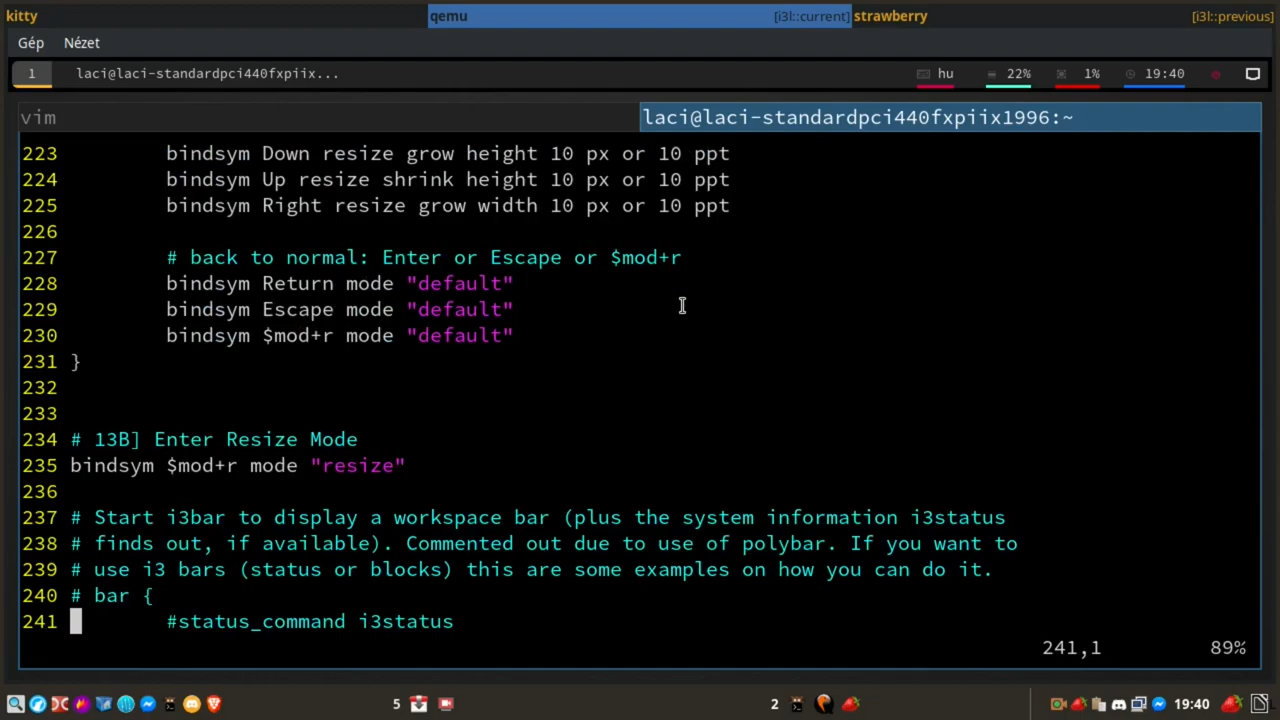 kitty
qemu [i3l::current]
strawberry [i3l::previous]
Gép Nézet
1 laci@laci-standardpci440fxpiix... hu 22% 1% 19:40
vim
laci@laci-standardpci440fxpiix1996:~
223 bindsym Down resize grow height 10 px or 10 ppt
224 bindsym Up resize shrink height 10 px or 10 ppt
225 bindsym Right resize grow width 10 px or 10 ppt
226
227 # back to normal: Enter or Escape or $mod+r
228 bindsym Return mode "default"
229 bindsym Escape mode "default"
230 bindsym $mod+r mode "default"
231 }
232
233
234 # 13B] Enter Resize Mode
235 bindsym $mod+r mode "resize"
236
237 # Start i3bar to display a workspace bar (plus the system information i3status
238 # finds out, if available). Commented out due to use of polybar. If you want to
239 # use i3 bars (status or blocks) this are some examples on how you can do it.
240 # bar {
241 #status_command i3status
241,1 89%
5 2 19:40